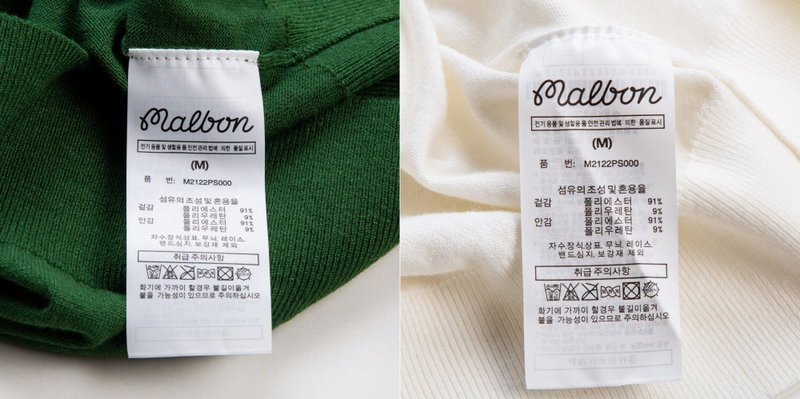 Malbon
전기 용품 및 생활용 품 안전 관리 법에 의한 품질 표시
(M)
품 번: M2122PS000
섬유의 조성 및 혼용율
겉감 폴리에스터 91%
폴리우레탄 9%
안감 폴리에스터 91%
폴리우레탄 9%
자수장식상표, 무늬, 레이스,
밴드,심지, 보강재 제외
취급 주의사항
화기에 가까이 할경우 불길이옮겨
붙을 가능성이 있으므로 주의하십시오
Malbon
전기 용품 및 생활용 품 안전 관리 법에 의한 품질 표시
(M)
품 번: M2122PS000
섬유의 조성 및 혼용율
겉감 폴리에스터 91%
폴리우레탄 9%
안감 폴리에스터 91%
폴리우레탄 9%
자수장식상표, 무늬, 레이스,
밴드,심지, 보강재 제외
취급 주의사항
화기에 가까이 할경우 불길이옮겨
붙을 가능성이 있으므로 주의하십시오